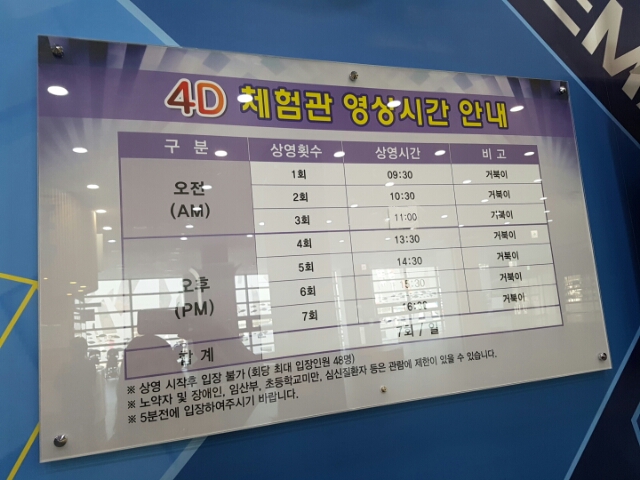 EM
4D 체험관 영상시간 안내
구 분 상영횟수 상영시간 비 고
오전 (AM) 1회 09:30 거북이
2회 10:30 거북이
3회 11:00 거북이
오후 (PM) 4회 13:30 거북이
5회 14:30 거북이
6회 거북이
7회 거북이
합 계 7회 / 일
※ 상영 시작후 입장 불가 (회당 최대 입장인원 48명)
※ 노약자 및 장애인, 임산부, 초등학교미만, 심신질환자 등은 관람에 제한이 있을 수 있습니다.
※ 5분전에 입장하여주시기 바랍니다.